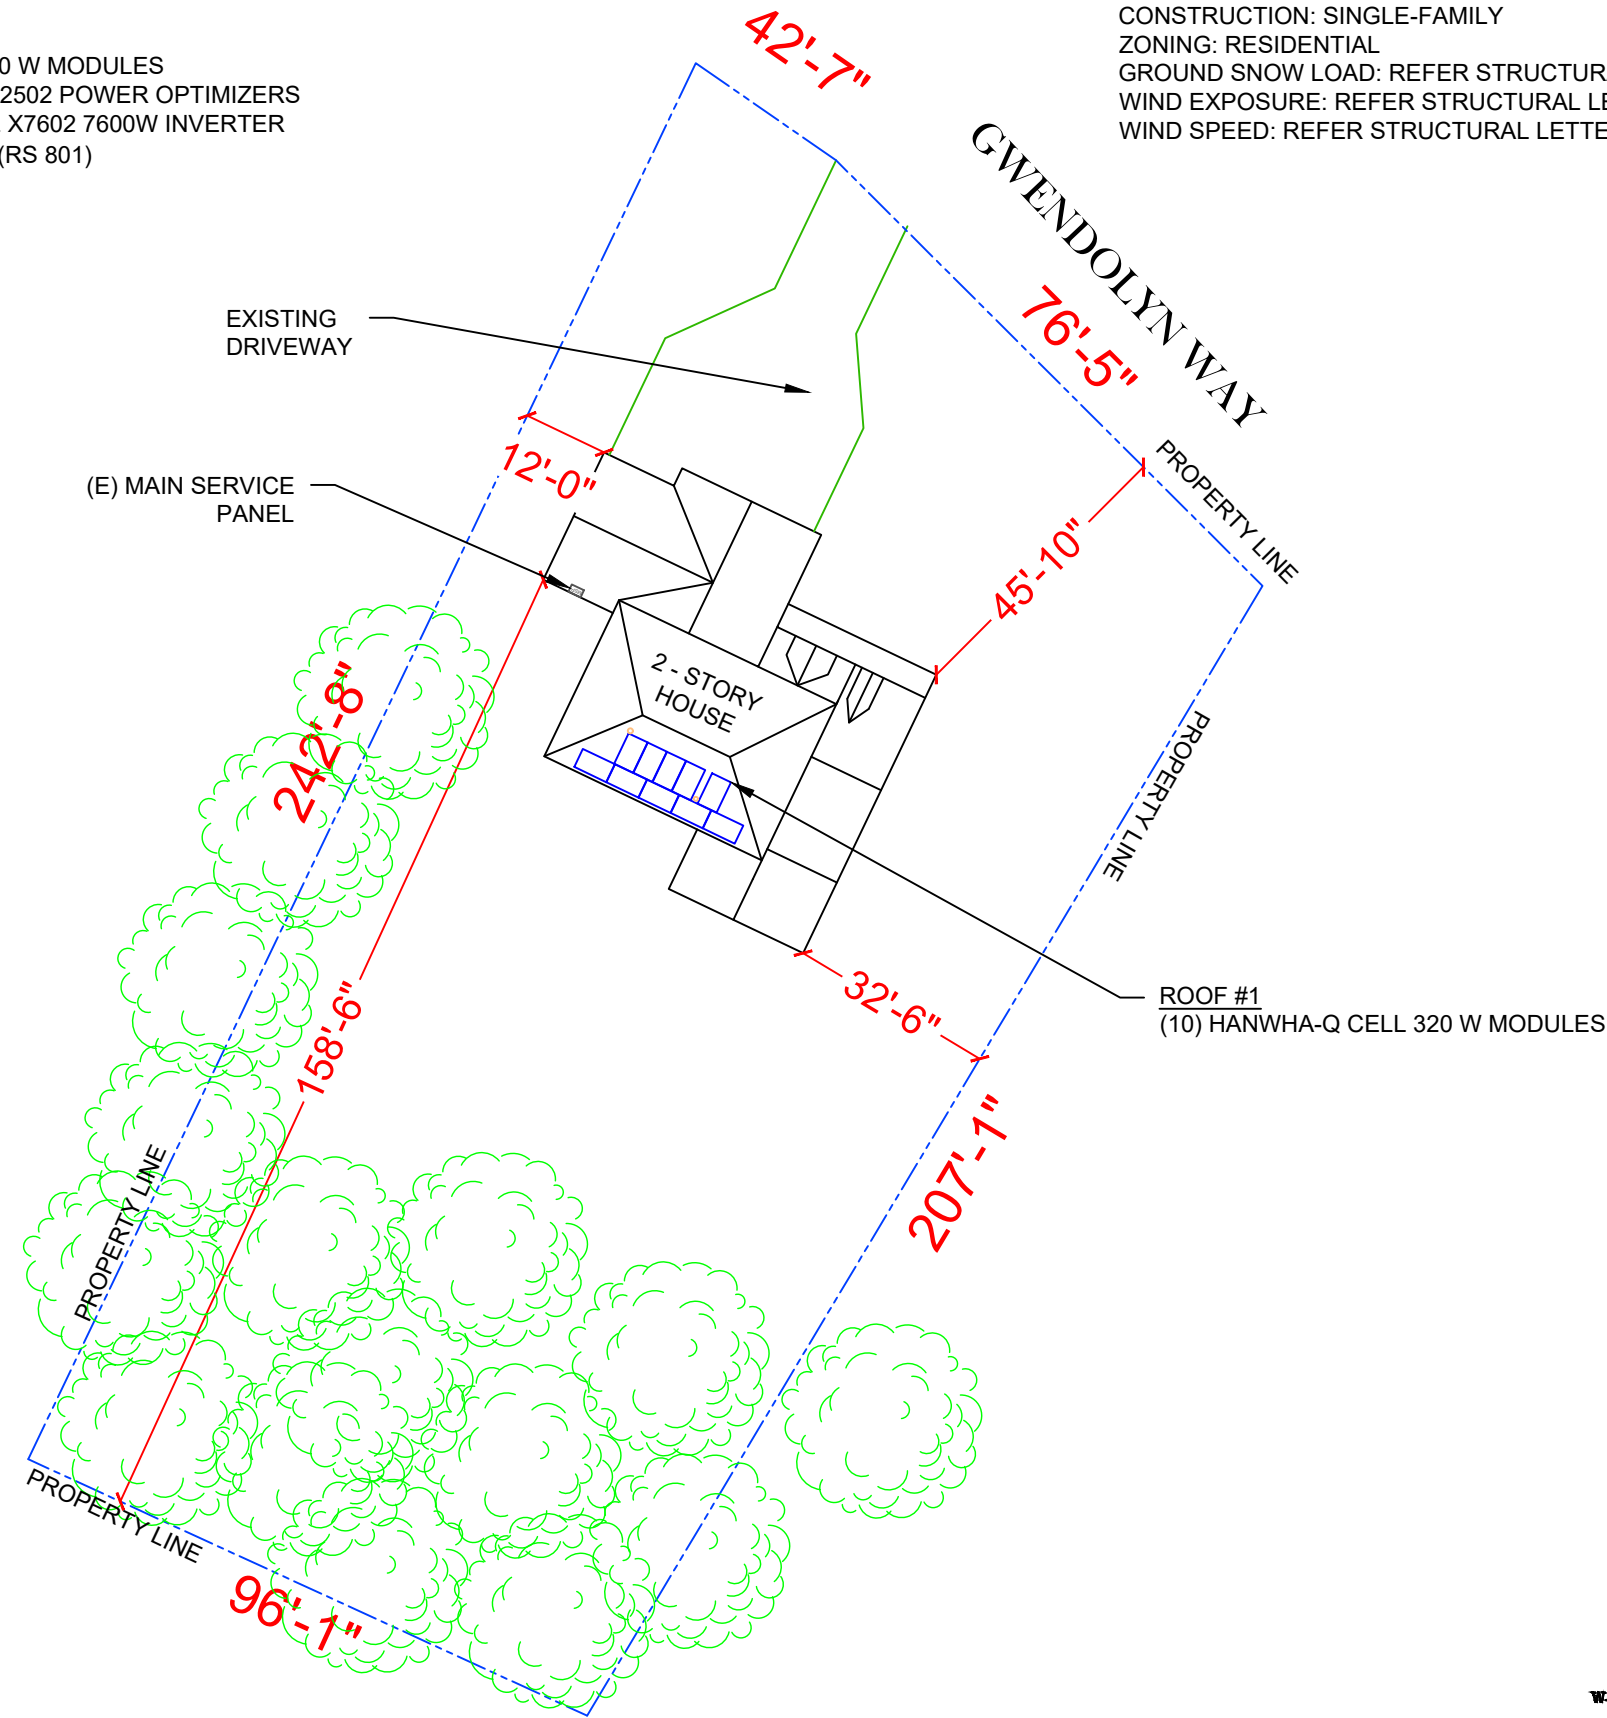 0 W MODULES
2502 POWER OPTIMIZERS
X7602 7600W INVERTER
(RS 801)
42'-7"
CONSTRUCTION: SINGLE-FAMILY
ZONING: RESIDENTIAL
GROUND SNOW LOAD: REFER STRUCTURA
WIND EXPOSURE: REFER STRUCTURAL LE
WIND SPEED: REFER STRUCTURAL LETTE
GWENDOLYN WAY
76'-5"
EXISTING
DRIVEWAY
PROPERTY LINE
12'-0"
(E) MAIN SERVICE
PANEL
45'-10"
2 - STORY
HOUSE
242'-8"
PROPERTY LINE
158'-6"
32'-6"
ROOF #1
(10) HANWHA-Q CELL 320 W MODULES
207'-1"
PROPERTY LINE
PROPERTY LINE
96'-1"